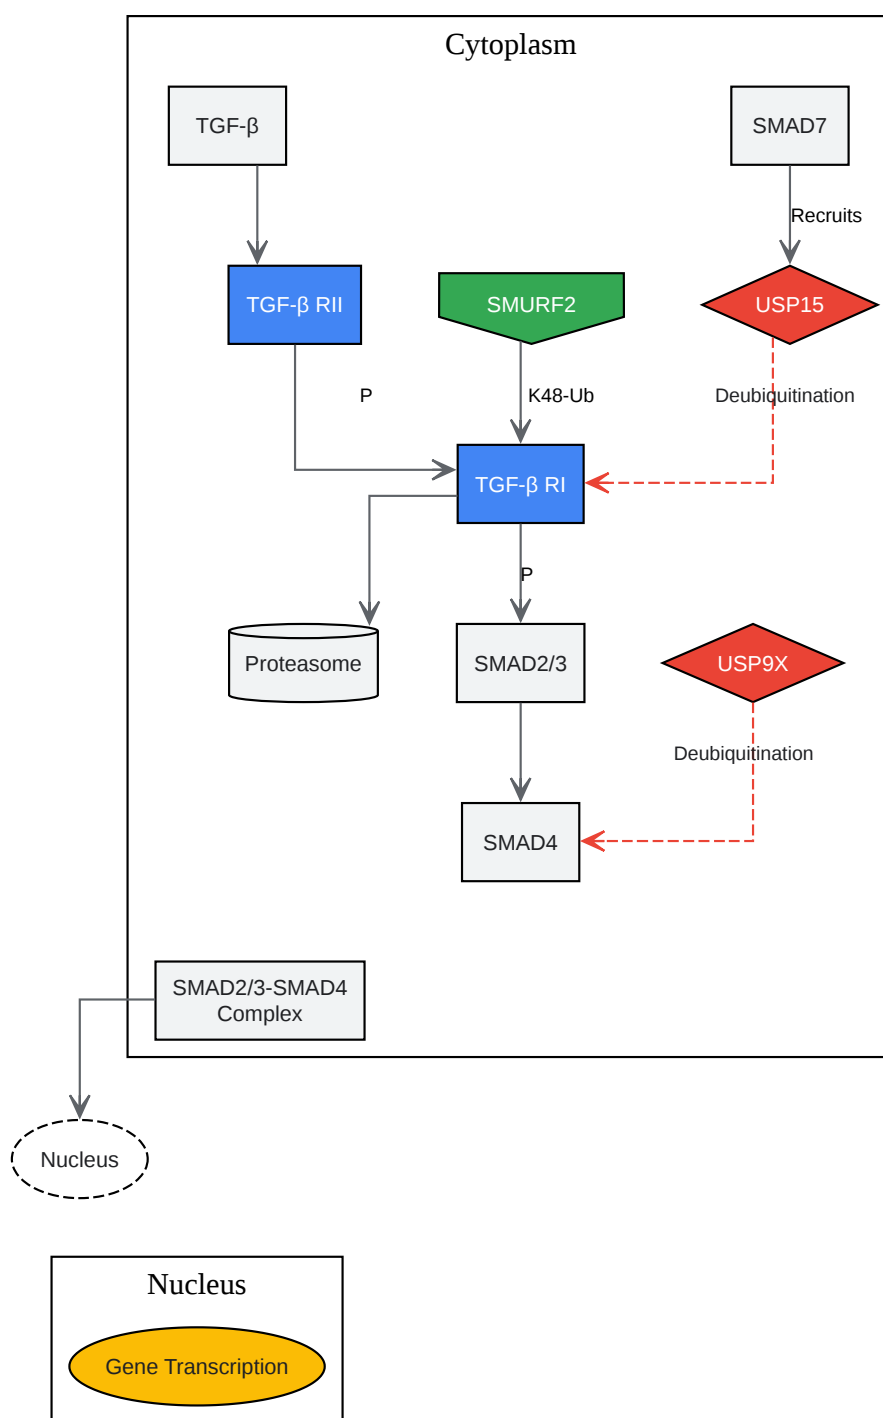 Cytoplasm
TGF-β
SMAD7
Recruits
TGF-β RII
SMURF2
USP15
P
K48-Ub
Deubiquitination
TGF-β RI
P
Proteasome
SMAD2/3
USP9X
Deubiquitination
SMAD4
SMAD2/3-SMAD4
Complex
Nucleus
Nucleus
Gene Transcription